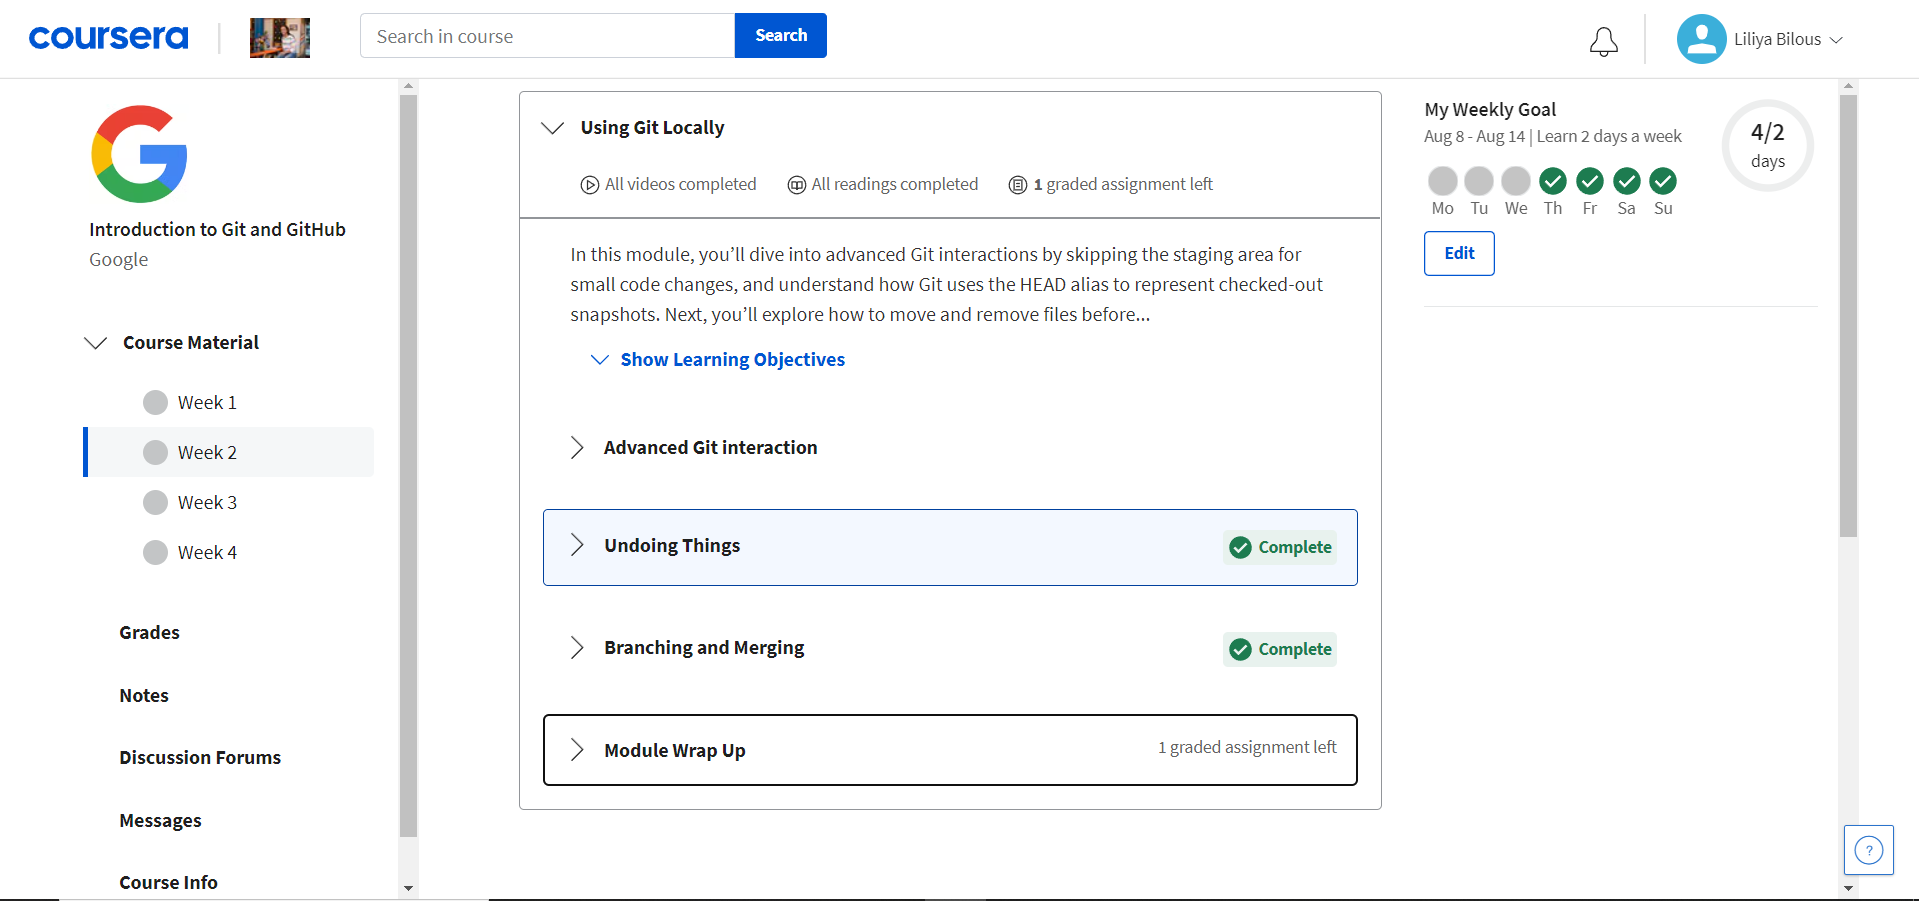 coursera
Search in course
Search
Liliya Bilous
Introduction to Git and GitHub
Google
Course Material
Week 1
Week 2
Week 3
Week 4
Grades
Notes
Discussion Forums
Messages
Course Info
Using Git Locally
All videos completed
All readings completed
1 graded assignment left
In this module, you’ll dive into advanced Git interactions by skipping the staging area for
small code changes, and understand how Git uses the HEAD alias to represent checked-out
snapshots. Next, you’ll explore how to move and remove files before...
Show Learning Objectives
Advanced Git interaction
Undoing Things
Complete
Branching and Merging
Complete
Module Wrap Up
1 graded assignment left
My Weekly Goal
Aug 8 - Aug 14 | Learn 2 days a week
4/2
days
Mo Tu We Th Fr Sa Su
Edit
?